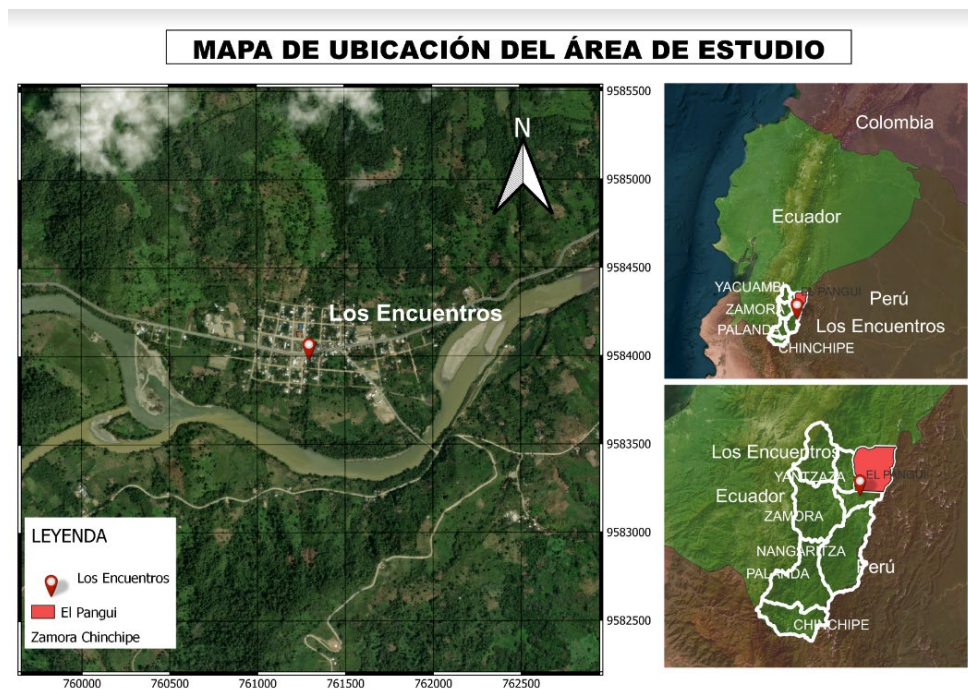 MAPA DE UBICACIÓN DEL ÁREA DE ESTUDIO
N
Los Encuentros
9585500
9585000
9584500
9584000
9583500
9583000
9582500
760000
760500
761000
761500
762000
762500
LEYENDA
Los Encuentros
El Pangui
Zamora Chinchipe
Colombia
Ecuador
YACUAMBI
EL PANGUI
Perú
ZAMORA
Los Encuentros
PALANDA
CHINCHIPE
Los Encuentros
YANTZAZA
EL PANGUI
Ecuador
ZAMORA
NANGARITZA
PALANDA
Perú
CHINCHIPE